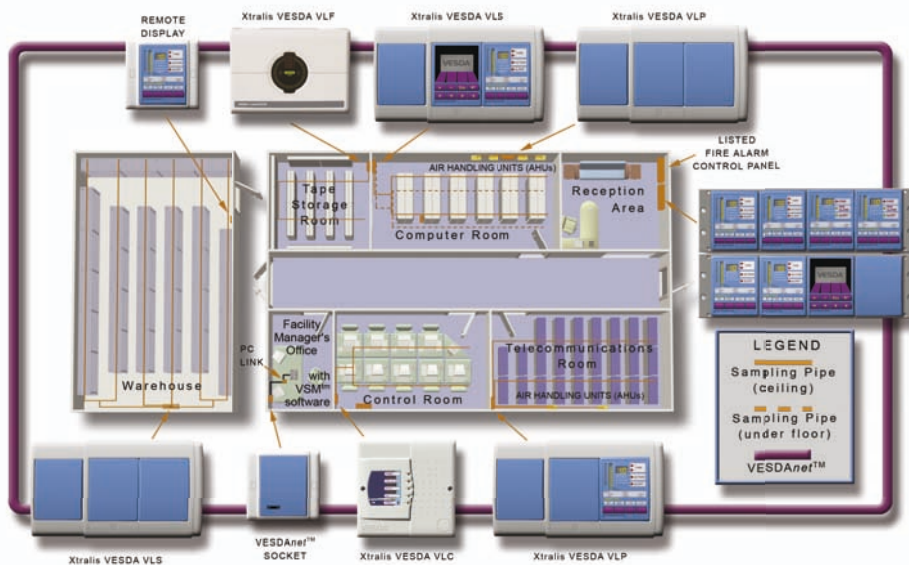 REMOTE
DISPLAY
Xtralis VESDA VLF
Xtralis VESDA VLS
Xtralis VESDA VLP
LISTED
FIRE ALARM
CONTROL PANEL
VESDA
AIR HANDLING UNITS (AHUs)
Tape
Storage
Room
Computer Room
Reception
Area
VESDA
Facility
Manager's
Office
with
VSM™
software
PC
LINK
Warehouse
Control Room
Telecommunications
Room
AIR HANDLING UNITS (AHUs)
LEGEND
Sampling Pipe
(ceiling)
Sampling Pipe
(under floor)
VESDAnet™
Xtralis VESDA VLS
VESDAnet™
SOCKET
Xtralis VESDA VLC
Xtralis VESDA VLP